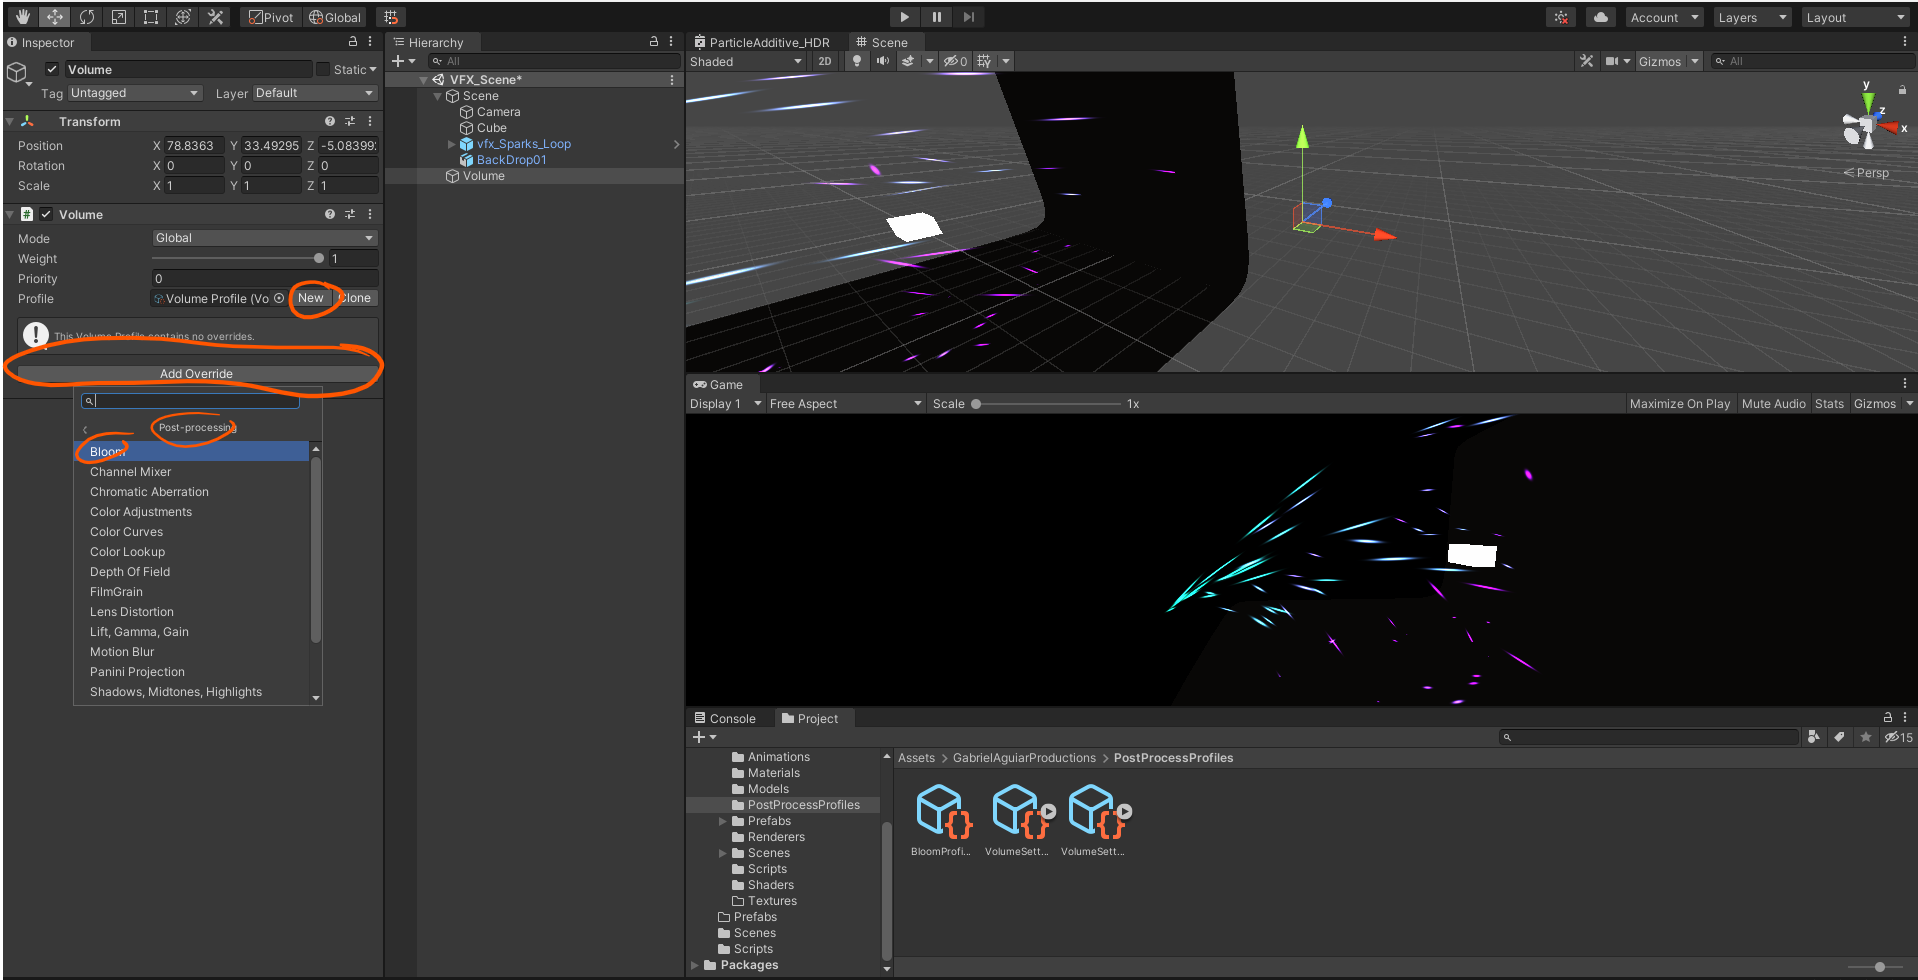 Pivot Global Account Layers Layout
Inspector
Volume Static
Tag Untagged Layer Default
Transform
Position X 78.8363 Y 33.49295 Z -5.08399
Rotation X 0 Y 0 Z 0
Scale X 1 Y 1 Z 1
Volume
Mode Global
Weight 1
Priority 0
Profile Volume Profile (Vo New Clone
This Volume Profile contains no overrides.
Add Override
Post-processing
Bloom
Channel Mixer
Chromatic Aberration
Color Adjustments
Color Curves
Color Lookup
Depth Of Field
FilmGrain
Lens Distortion
Lift, Gamma, Gain
Motion Blur
Panini Projection
Shadows, Midtones, Highlights
Hierarchy
All
VFX_Scene*
Scene
Camera
Cube
vfx_Sparks_Loop
BackDrop01
Volume
ParticleAdditive_HDR Scene
Shaded 2D 0 Gizmos All
y
z
x
Persp
Game
Display 1 Free Aspect Scale 1x Maximize On Play Mute Audio Stats Gizmos
Console Project
15
Animations
Materials
Models
PostProcessProfiles
Prefabs
Renderers
Scenes
Scripts
Shaders
Textures
Prefabs
Scenes
Scripts
Packages
Assets > GabrielAguiarProductions > PostProcessProfiles
BloomProfi... VolumeSett... VolumeSett...